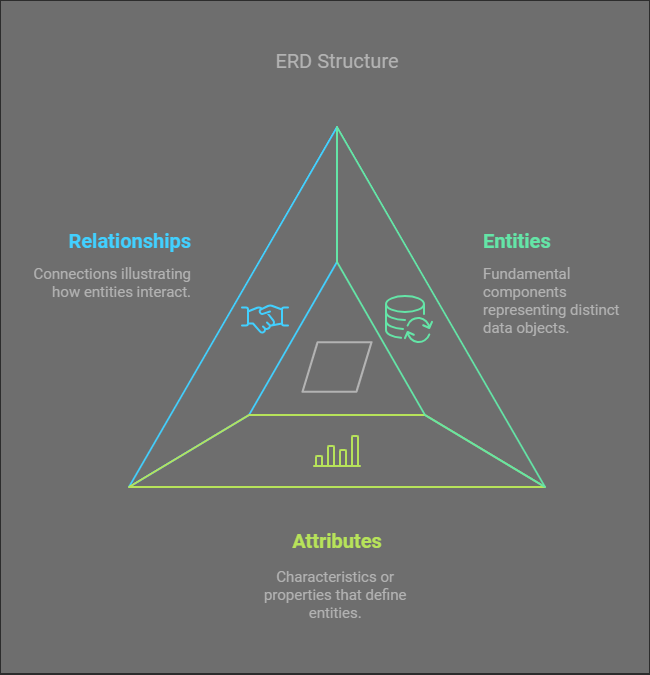 ERD Structure
Relationships
Connections illustrating
how entities interact.
Entities
Fundamental
components
representing distinct
data objects.
Attributes
Characteristics or
properties that define
entities.